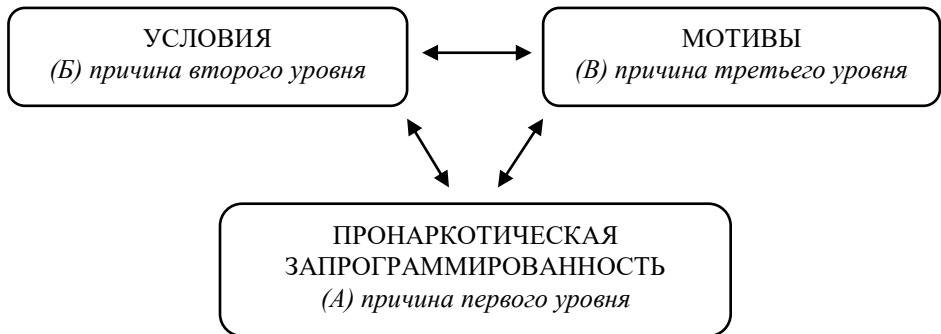 УСЛОВИЯ
(Б) причина второго уровня
МОТИВЫ
(В) причина третьего уровня
ПРОНАРКОТИЧЕСКАЯ
ЗАПРОГРАММИРОВАННОСТЬ
(А) причина первого уровня